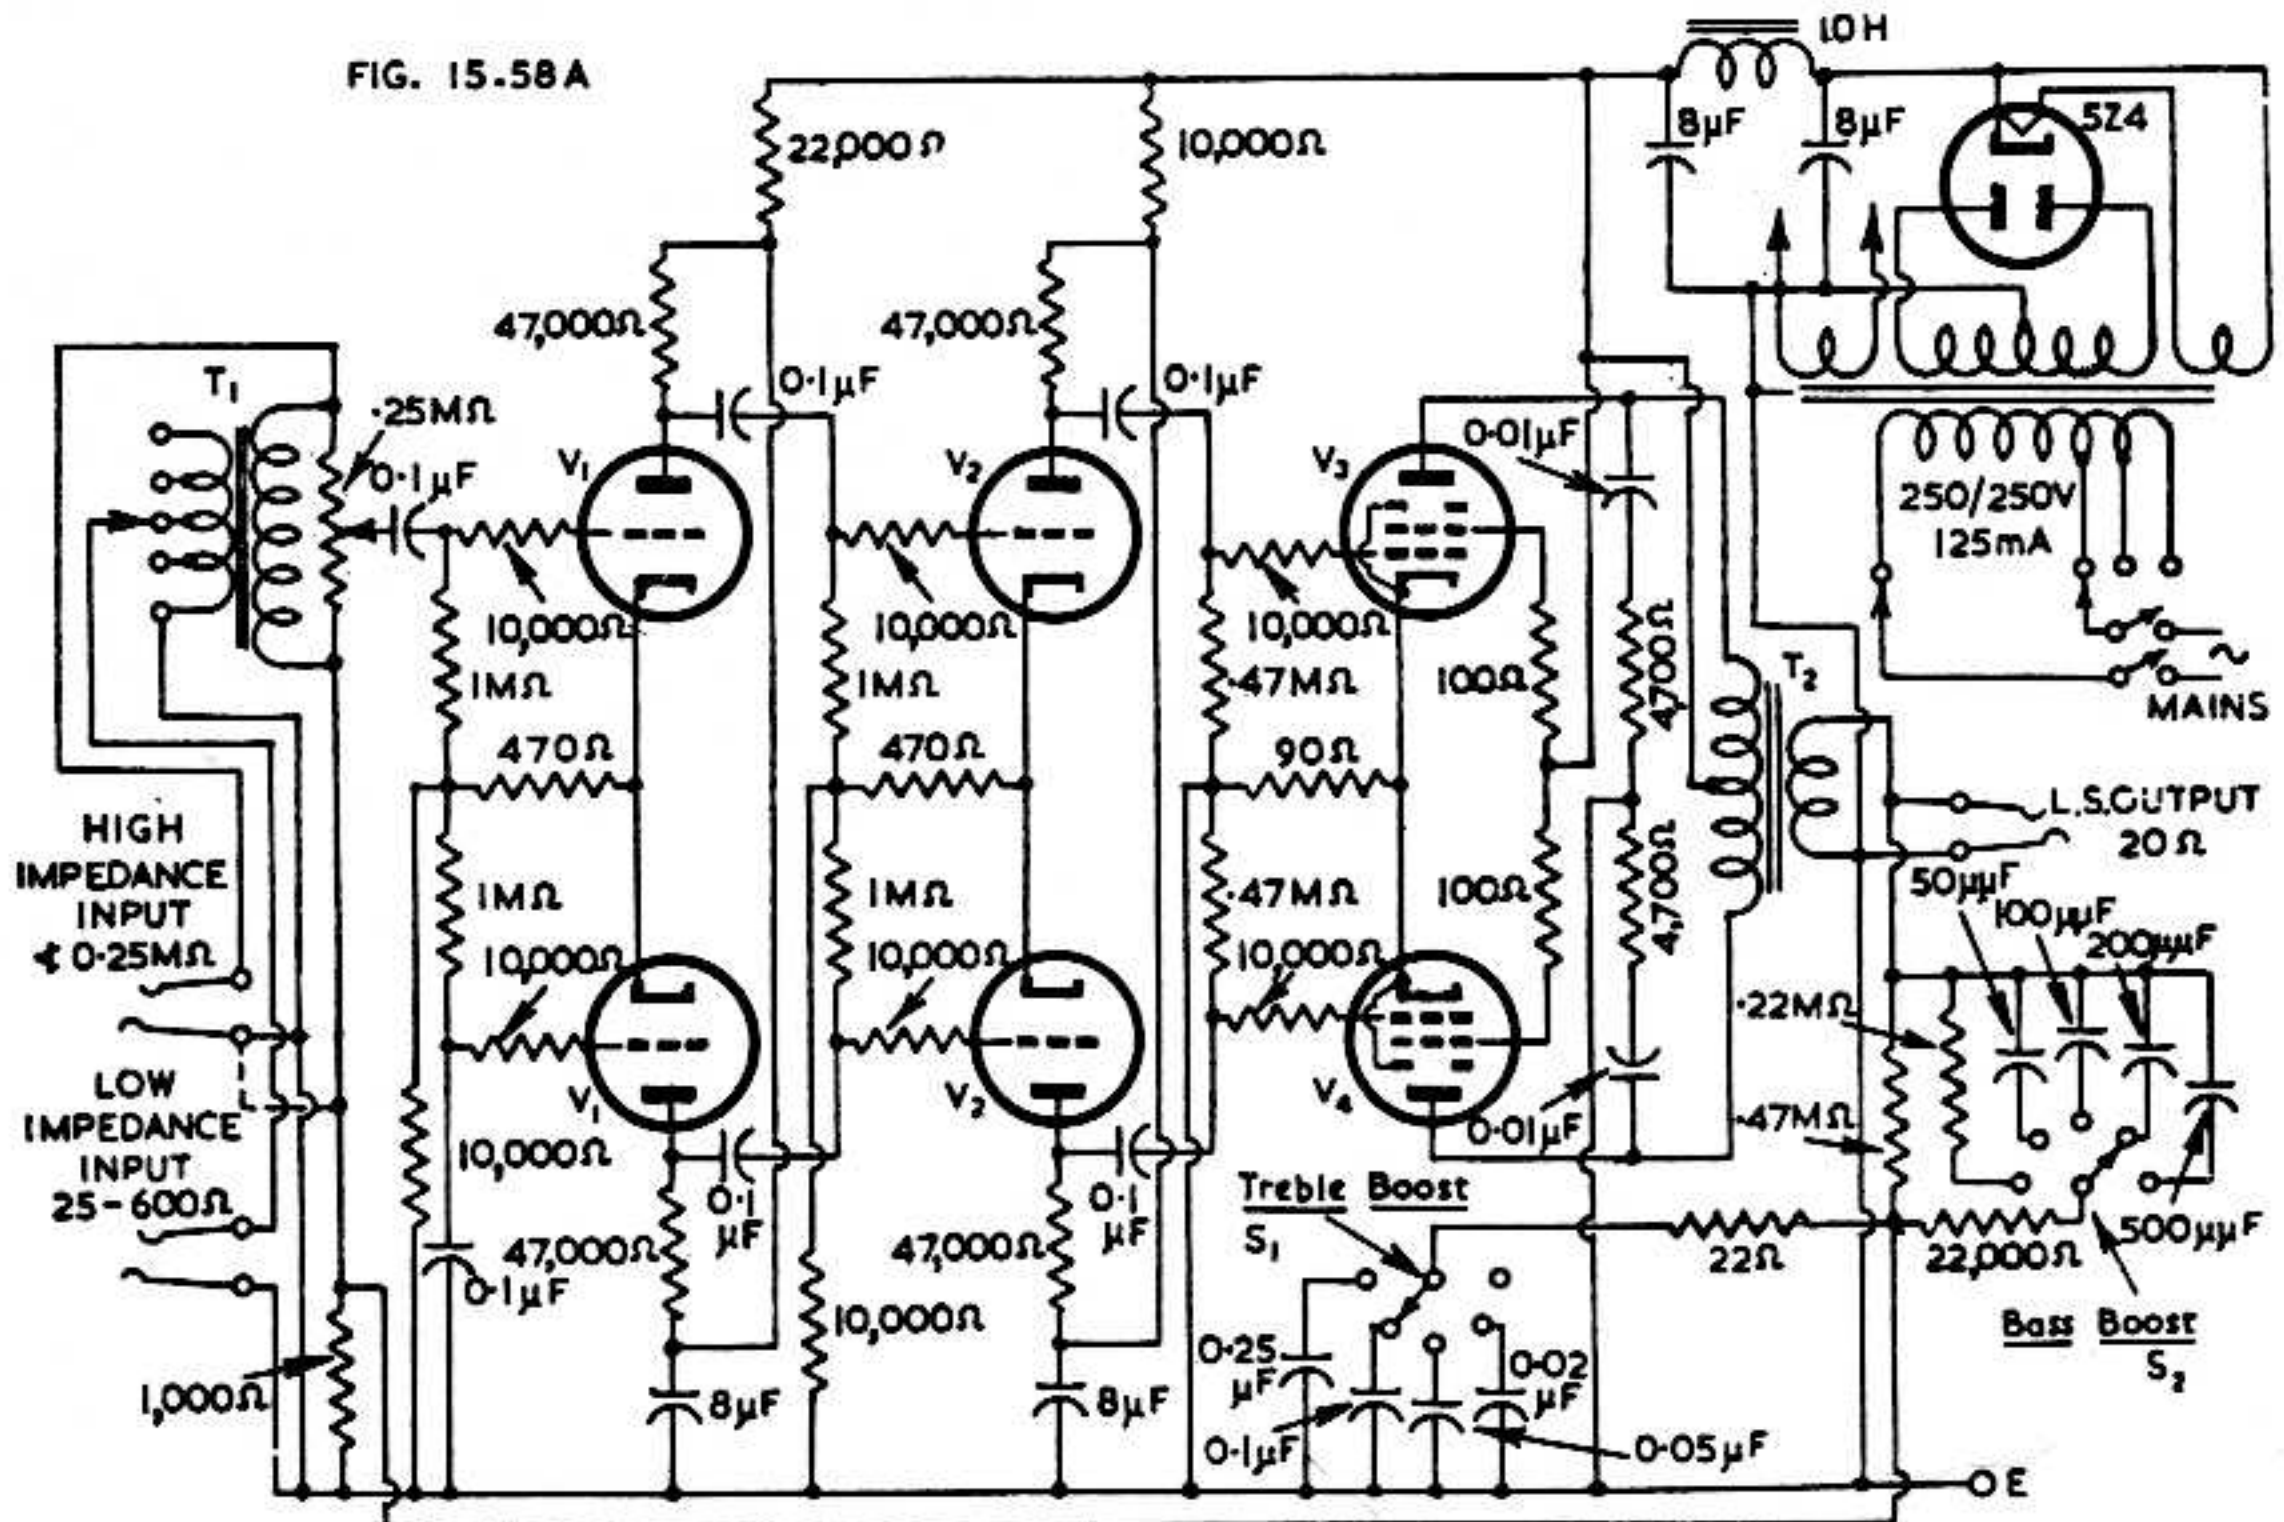 FIG. 15.58A
10H
8µF
8µF
5Z4
22,000Ω
10,000Ω
47,000Ω
47,000Ω
T₁
·25MΩ
0·1µF
0·1µF
0·1µF
V₁
V₂
V₃
0·01µF
250/250V
125mA
10,000Ω
10,000Ω
10,000Ω
1MΩ
1MΩ
·47MΩ
100Ω
4,700Ω
T₂
MAINS
470Ω
470Ω
90Ω
L.S.OUTPUT
20Ω
HIGH
IMPEDANCE
INPUT
≮ 0·25MΩ
1MΩ
1MΩ
·47MΩ
100Ω
4,700Ω
50µµF
100µµF
200µµF
10,000Ω
10,000Ω
10,000Ω
·22MΩ
LOW
IMPEDANCE
INPUT
25-600Ω
V₁
V₂
V₄
0·01µF
·47MΩ
10,000Ω
0·1
µF
0·1
µF
Treble Boost
S₁
47,000Ω
47,000Ω
22Ω
22,000Ω
500µµF
0·1µF
10,000Ω
Bass Boost
S₂
1,000Ω
8µF
8µF
0·25
µF
0·02
µF
0·1µF
0·05µF
E